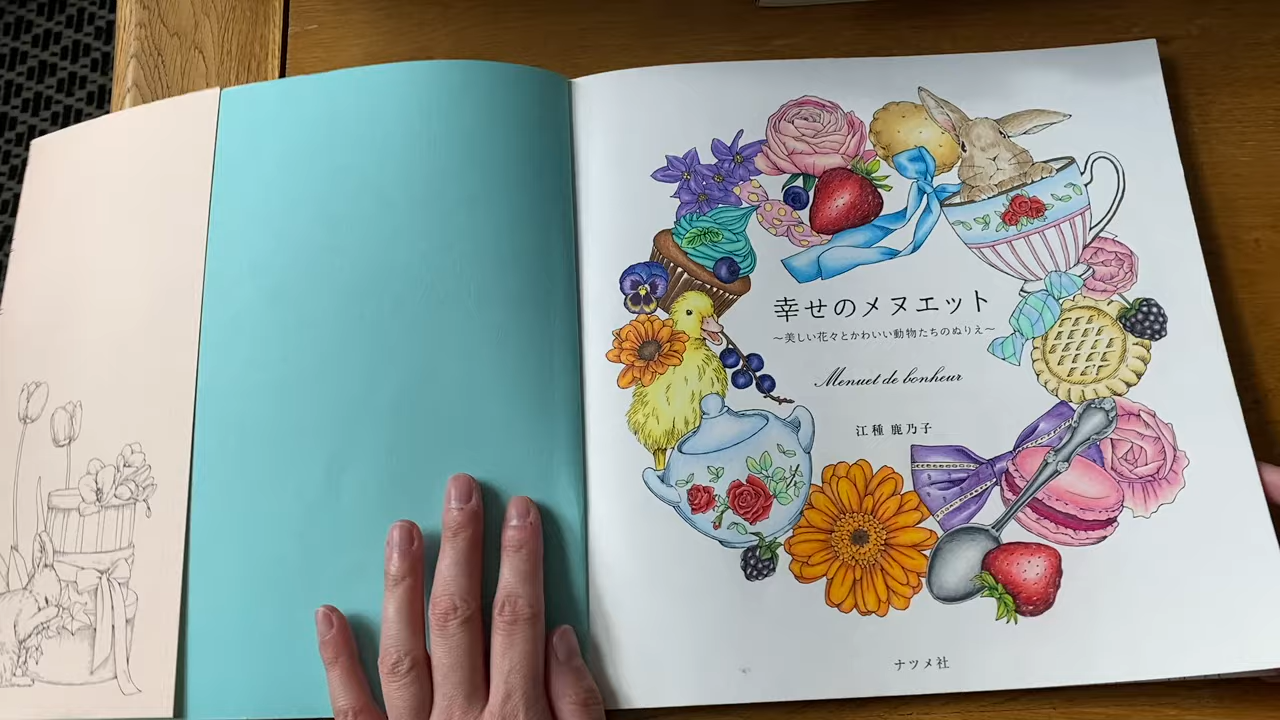 幸せのメヌエット
〜美しい花々とかわいい動物たちのぬりえ〜
Menuet de bonheur
江種 鹿乃子
ナツメ社